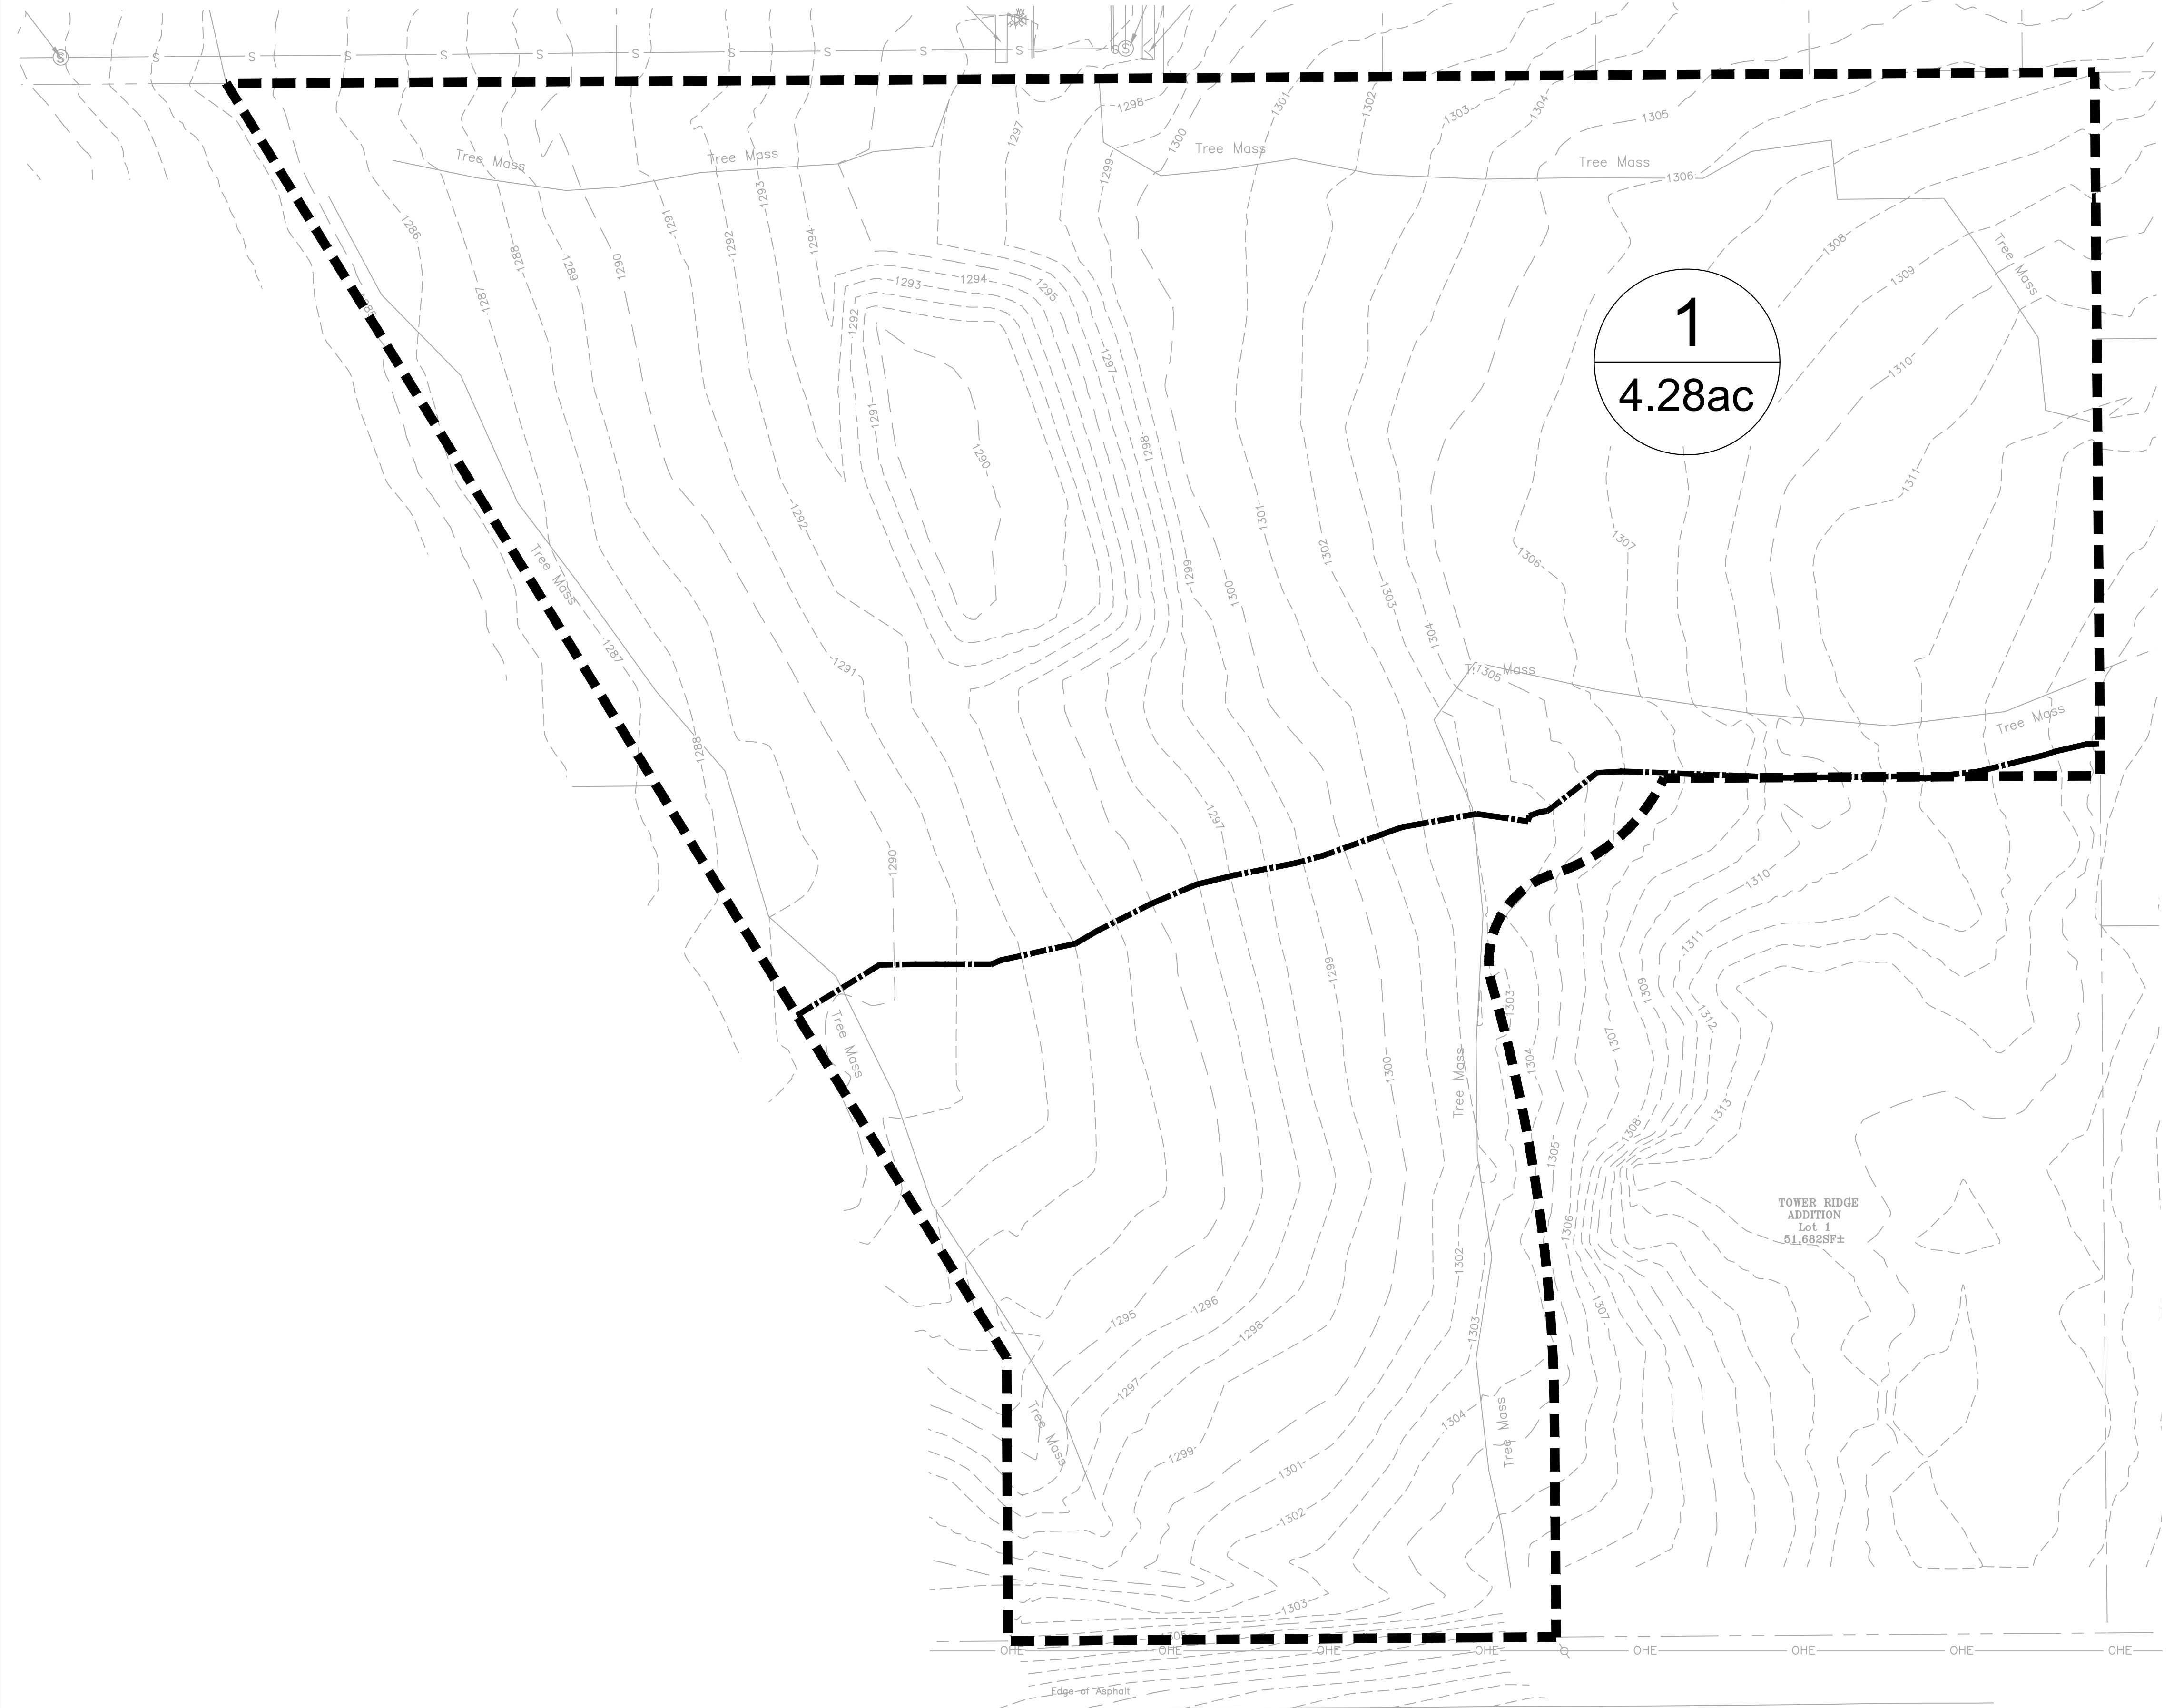 S
S
S
S
S
S
S
S
S
S
S
S
S
S
1298
1301
1302
1303
1304
1305
1297
1300
1299
Tree Mass
Tree Mass
Tree Mass
Tree Mass
1306
1293
1286
1291
1288
1289
1290
1292
1294
1287
1308
1309
Tree Mass
1293
1294
1295
1292
1
4.28ac
1297
1310
1291
1290
1298
1311
1292
1301
1302
1306
1307
1299
1300
1303
Tree Mass
1304
1287
1291
1305
Tree Mass
1288
1297
1290
1310
1311
1299
1309
1303
1312
1307
1304
1300
Tree Mass
Tree Mass
1313
1308
1305
TOWER RIDGE
ADDITION
Lot 1
51,682SF±
1306
1302
1295
1296
1298
1303
1307
1297
1304
Tree Mass
Tree Mass
1299
1301
1302
1303
1305
OHE
OHE
OHE
OHE
OHE
OHE
OHE
OHE
Edge of Asphalt